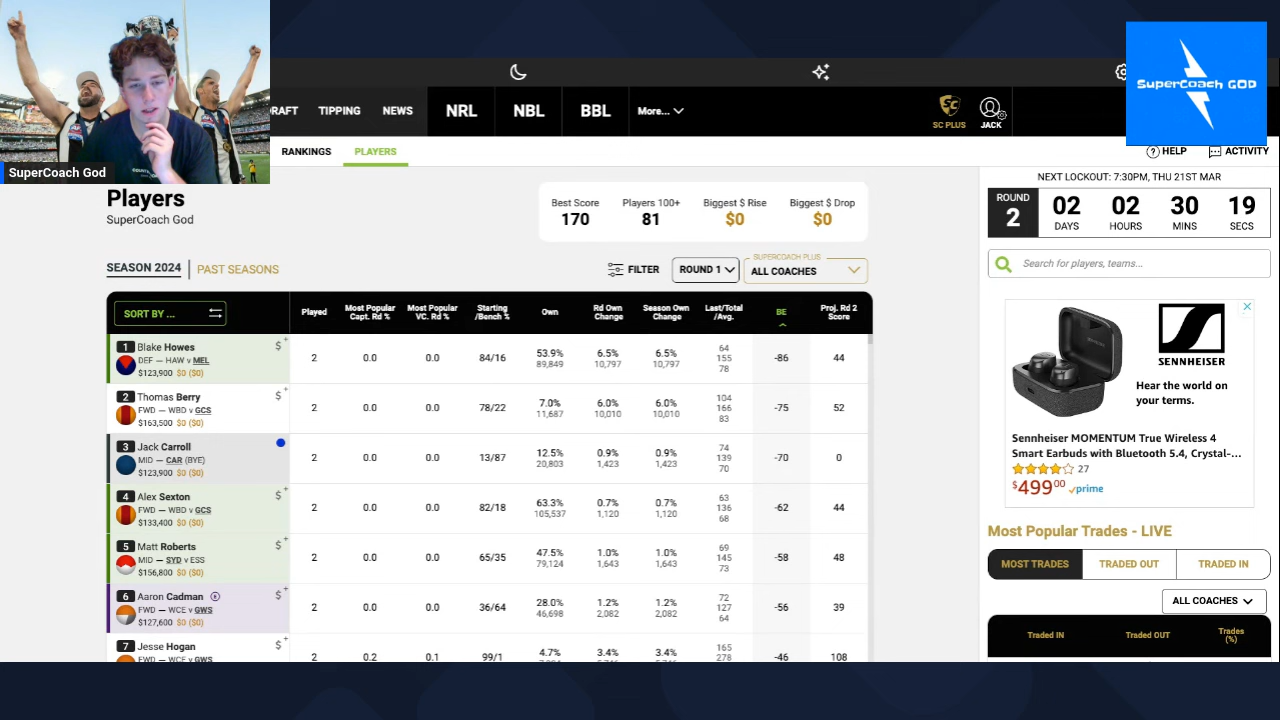 SuperCoach God
SuperCoach GOD
RAFT
TIPPING
NEWS
NRL
NBL
BBL
More...
SC PLUS
JACK
RANKINGS
PLAYERS
HELP
ACTIVITY
Players
SuperCoach God
Best Score
170
Players 100+
81
Biggest $ Rise
$0
Biggest $ Drop
$0
NEXT LOCKOUT: 7:30PM, THU 21ST MAR
ROUND
2
02
DAYS
02
HOURS
30
MINS
19
SECS
SEASON 2024
PAST SEASONS
FILTER
ROUND 1
SUPERCOACH PLUS
ALL COACHES
Search for players, teams...
SORT BY ...
Played
Most Popular
Capt. Rd %
Most Popular
VC. Rd %
Starting
/Bench %
Own
Rd Own
Change
Season Own
Change
Last/Total
/Avg.
BE
Proj. Rd 2
Score
1 Blake Howes
DEF — HAW v MEL
$123,900 $0 ($0)
$+
2
0.0
0.0
84/16
53.9%
89,849
6.5%
10,797
6.5%
10,797
64
155
78
-86
44
2 Thomas Berry
FWD — WBD v GCS
$163,500 $0 ($0)
$+
2
0.0
0.0
78/22
7.0%
11,687
6.0%
10,010
6.0%
10,010
104
166
83
-75
52
3 Jack Carroll
MID — CAR (BYE)
$123,900 $0 ($0)
2
0.0
0.0
13/87
12.5%
20,803
0.9%
1,423
0.9%
1,423
74
139
70
-70
0
4 Alex Sexton
FWD — WBD v GCS
$133,400 $0 ($0)
$+
2
0.0
0.0
82/18
63.3%
105,537
0.7%
1,120
0.7%
1,120
63
136
68
-62
44
5 Matt Roberts
MID — SYD v ESS
$156,800 $0 ($0)
$+
2
0.0
0.0
65/35
47.5%
79,124
1.0%
1,643
1.0%
1,643
69
145
73
-58
48
6 Aaron Cadman
FWD — WCE v GWS
$127,600 $0 ($0)
$+
2
0.0
0.0
36/64
28.0%
46,698
1.2%
2,082
1.2%
2,082
72
127
64
-56
39
7 Jesse Hogan
FWD — WCE v GWS
$+
2
0.2
0.1
99/1
4.7%
3.4%
3.4%
165
278
-46
108
SENNHEISER
Hear the world on
your terms.
Sennheiser MOMENTUM True Wireless 4
Smart Earbuds with Bluetooth 5.4, Crystal-...
27
$499.00 prime
Most Popular Trades - LIVE
MOST TRADES
TRADED OUT
TRADED IN
ALL COACHES
Traded IN
Traded OUT
Trades
(%)